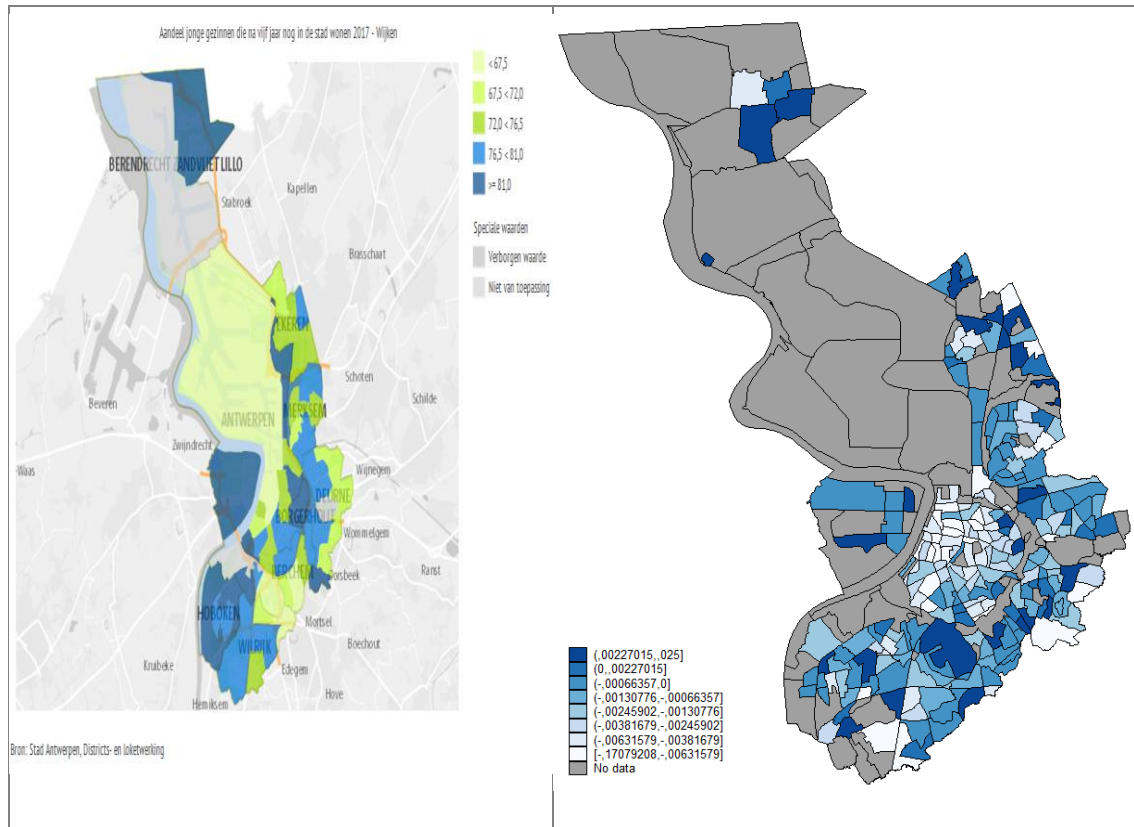 Aandeel jonge gezinnen die na vijf jaar nog in de stad wonen 2017 - Wijken
< 67,5
67,5 < 72,0
72,0 < 76,5
76,5 < 81,0
>= 81,0
Speciale waarden
Verborgen waarde
Niet van toepassing
BERENDRECHT ZANDVLIET LILLO
Kapellen
Stabroek
Brasschaat
EKEREN
Schoten
Schilde
Beveren
MERKSEM
ANTWERPEN
Zwijndrecht
-Waas
Wijnegem
DEURNE
BORGERHOUT
Wommelgem
BERCHEM
Borsbeek
Ranst
HOBOKEN
Mortsel
Boechout
WILRIJK
Kruibeke
Edegem
Hove
Hemiksem
Bron: Stad Antwerpen, Districts- en loketwerking
(,00227015,,025]
(0,,00227015]
(-,00066357,0]
(-,00130776,-,00066357]
(-,00245902,-,00130776]
(-,00381679,-,00245902]
(-,00631579,-,00381679]
[-,17079208,-,00631579]
No data